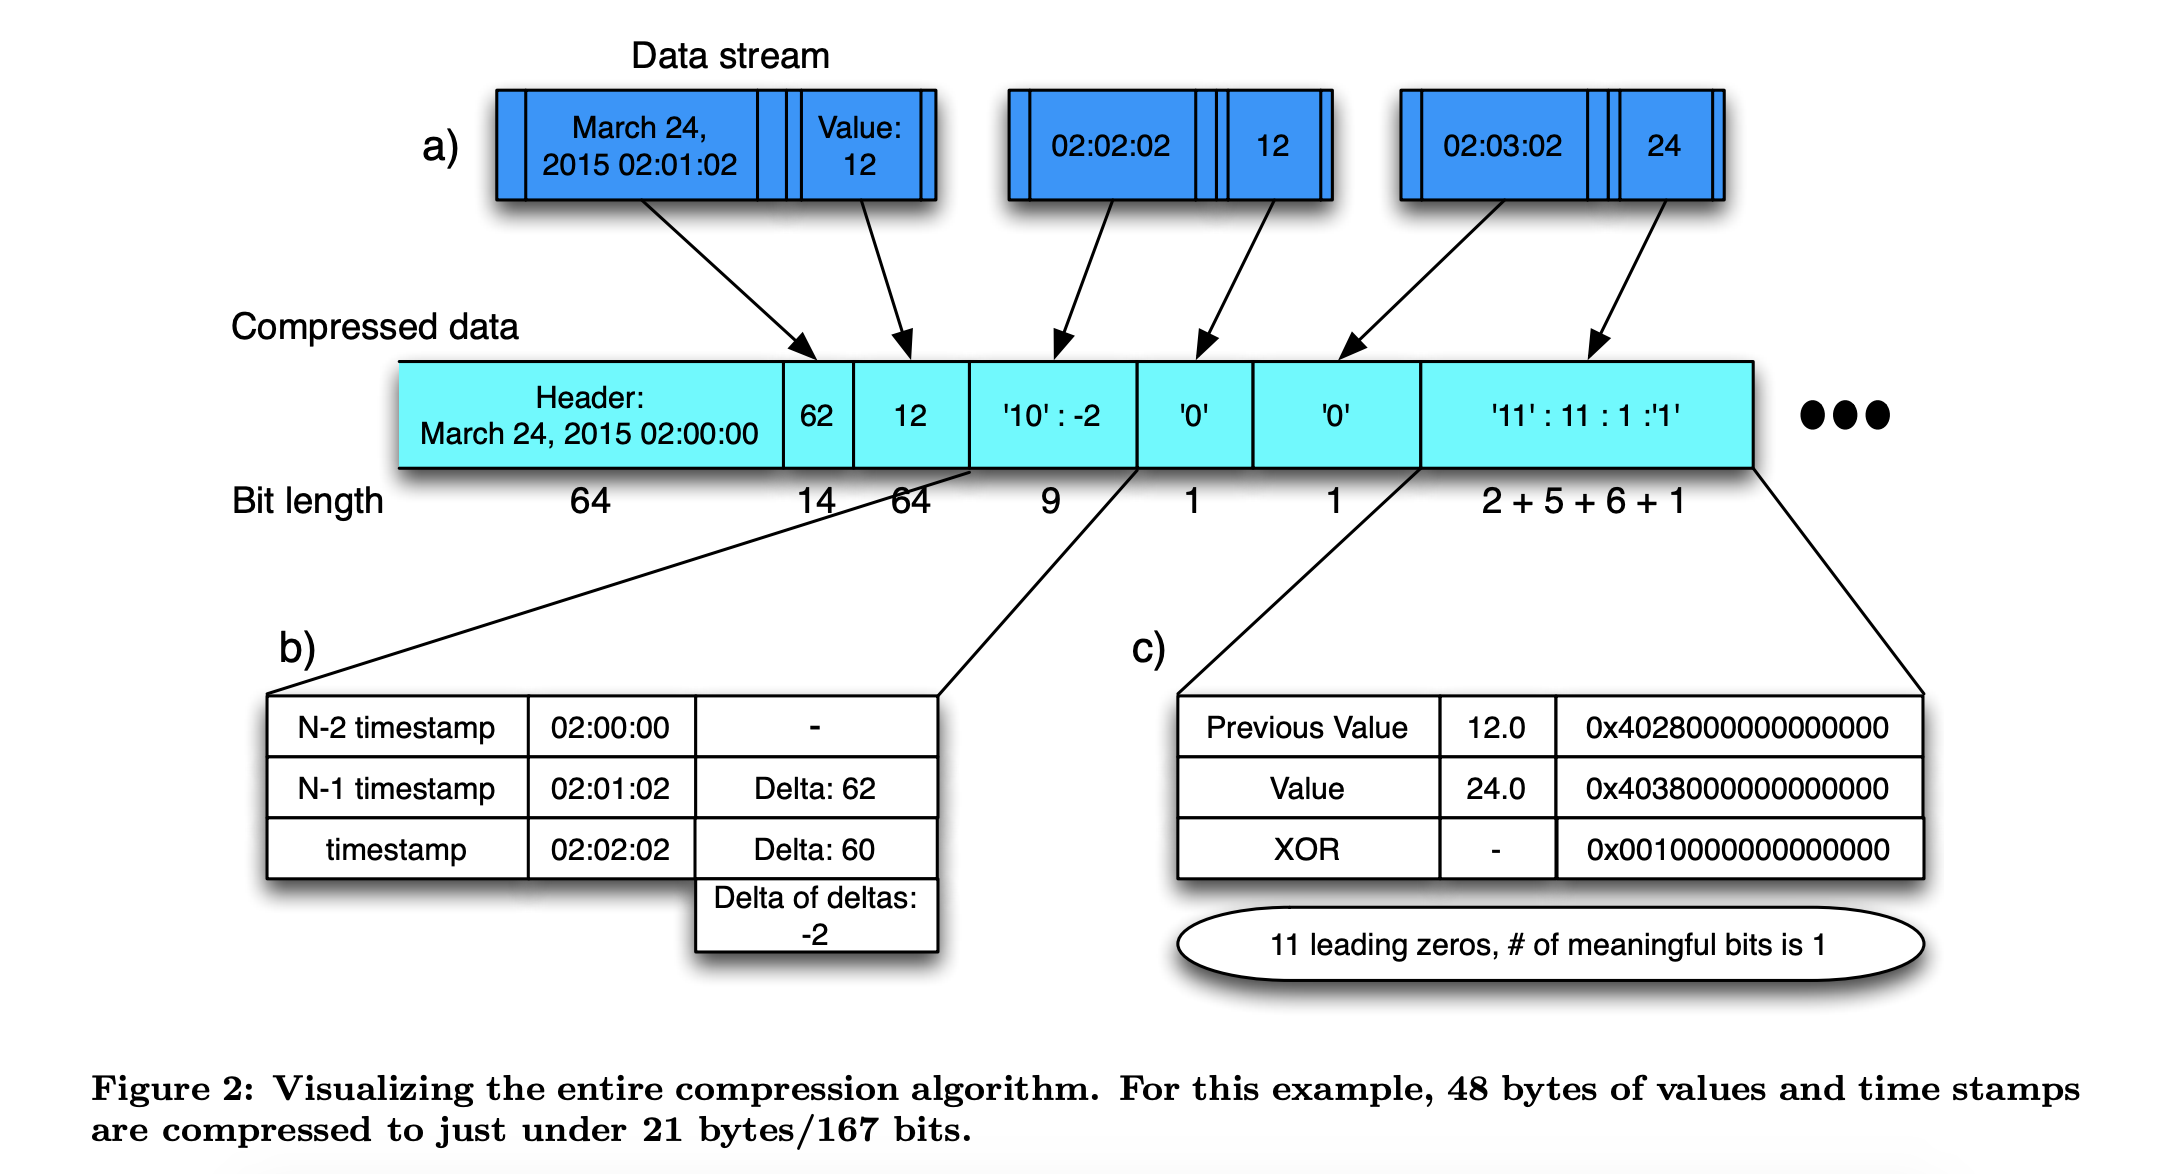 Data stream
a)
March 24,
2015 02:01:02
Value:
12
02:02:02
12
02:03:02
24
Compressed data
Header:
March 24, 2015 02:00:00
62
12
'10' : -2
'0'
'0'
'11' : 11 : 1 :'1'
Bit length
64
14
64
9
1
1
2 + 5 + 6 + 1
b)
N-2 timestamp
02:00:00
-
N-1 timestamp
02:01:02
Delta: 62
timestamp
02:02:02
Delta: 60
Delta of deltas:
-2
c)
Previous Value
12.0
0x4028000000000000
Value
24.0
0x4038000000000000
XOR
-
0x0010000000000000
11 leading zeros, # of meaningful bits is 1
Figure 2: Visualizing the entire compression algorithm. For this example, 48 bytes of values and time stamps
are compressed to just under 21 bytes/167 bits.